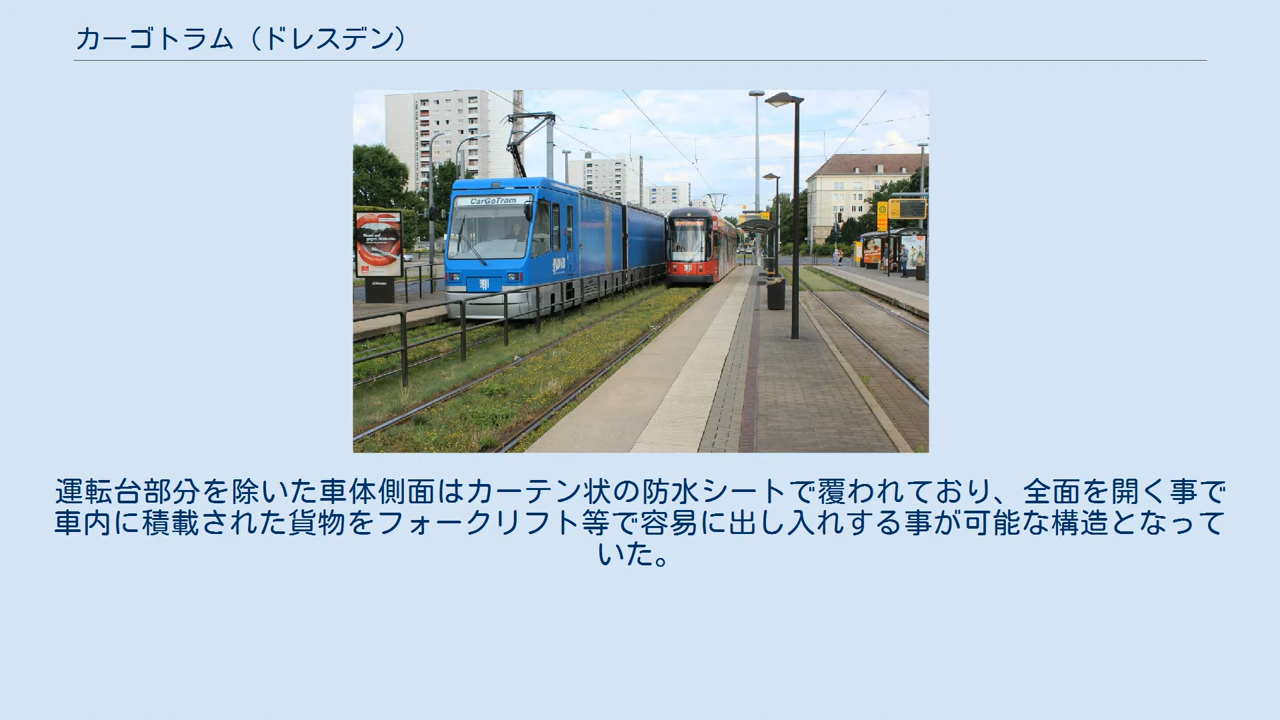 カーゴトラム（ドレスデン）
CarGoTram
運転台部分を除いた車体側面はカーテン状の防水シートで覆われており、全面を開く事で
車内に積載された貨物をフォークリフト等で容易に出し入れする事が可能な構造となって
いた。